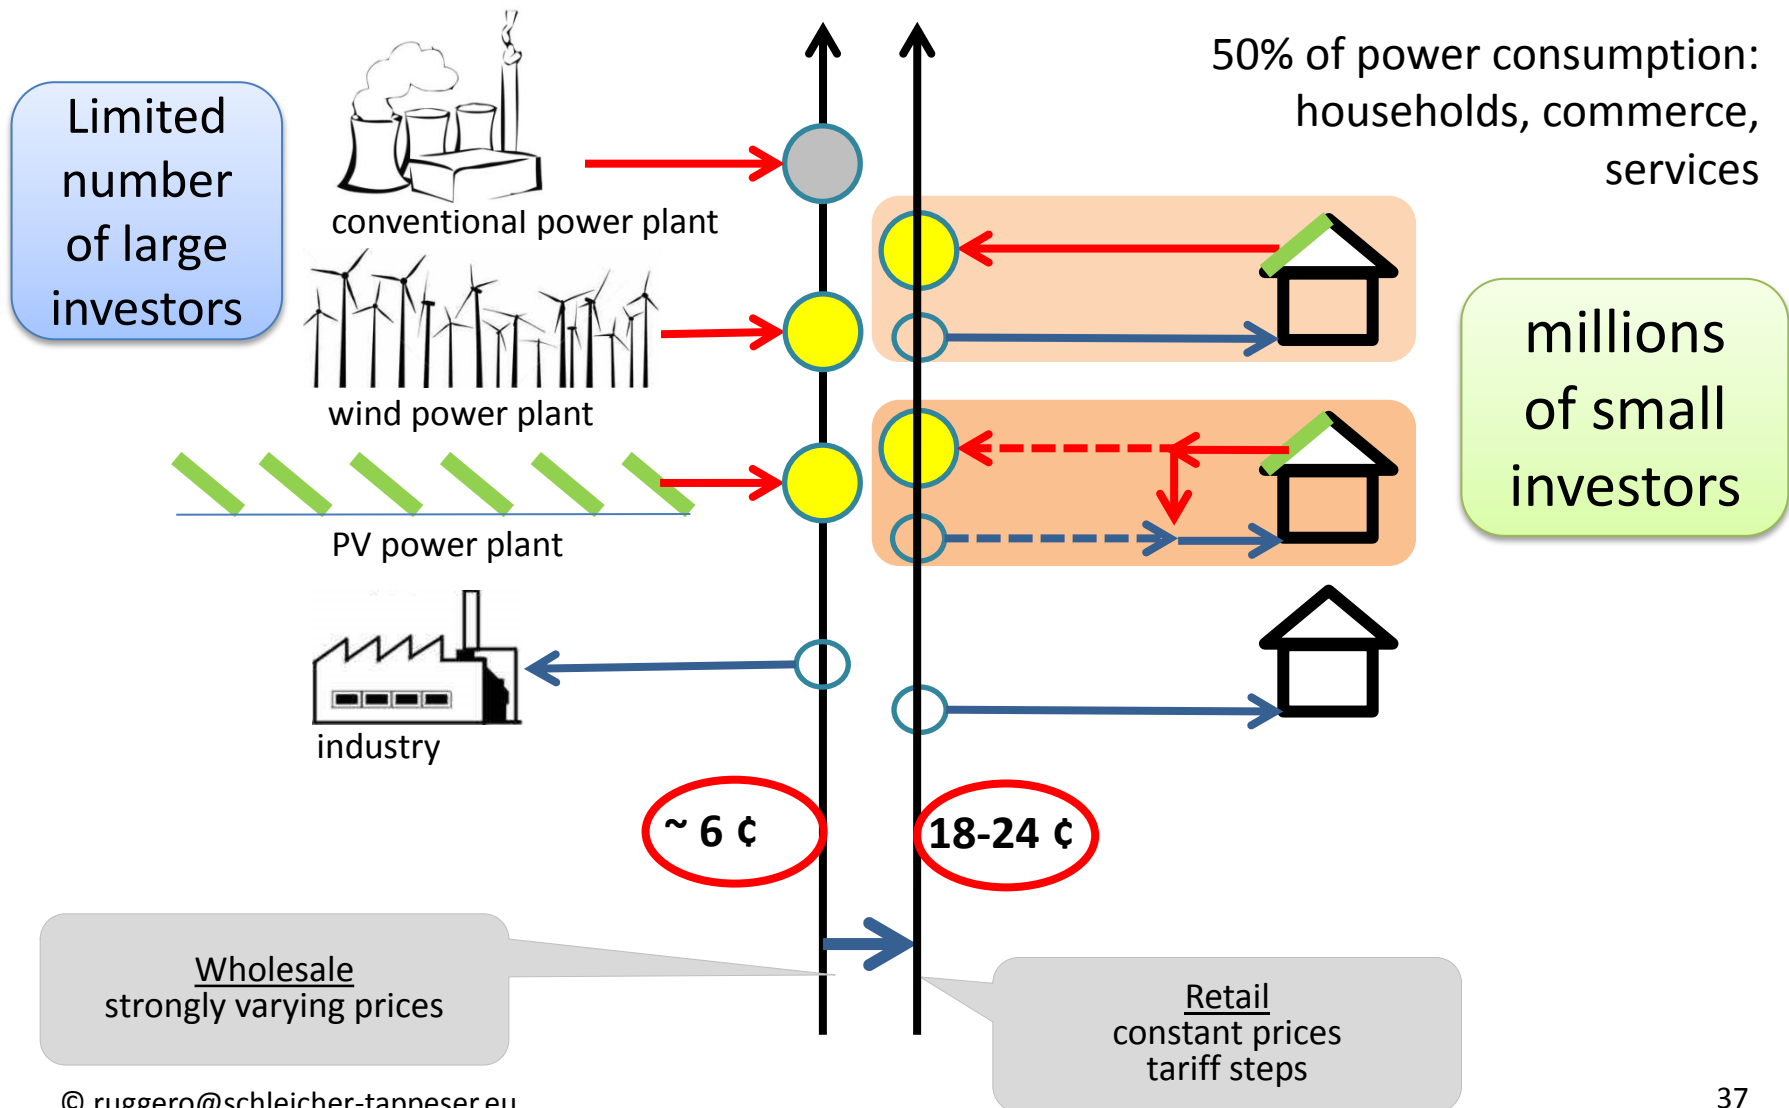 Limited
number
of large
investors
conventional power plant
wind power plant
PV power plant
industry
50% of power consumption:
households, commerce,
services
millions
of small
investors
~ 6 ¢
18-24 ¢
Wholesale
strongly varying prices
Retail
constant prices
tariff steps
© ruggero@schleicher-tappeser.eu
37